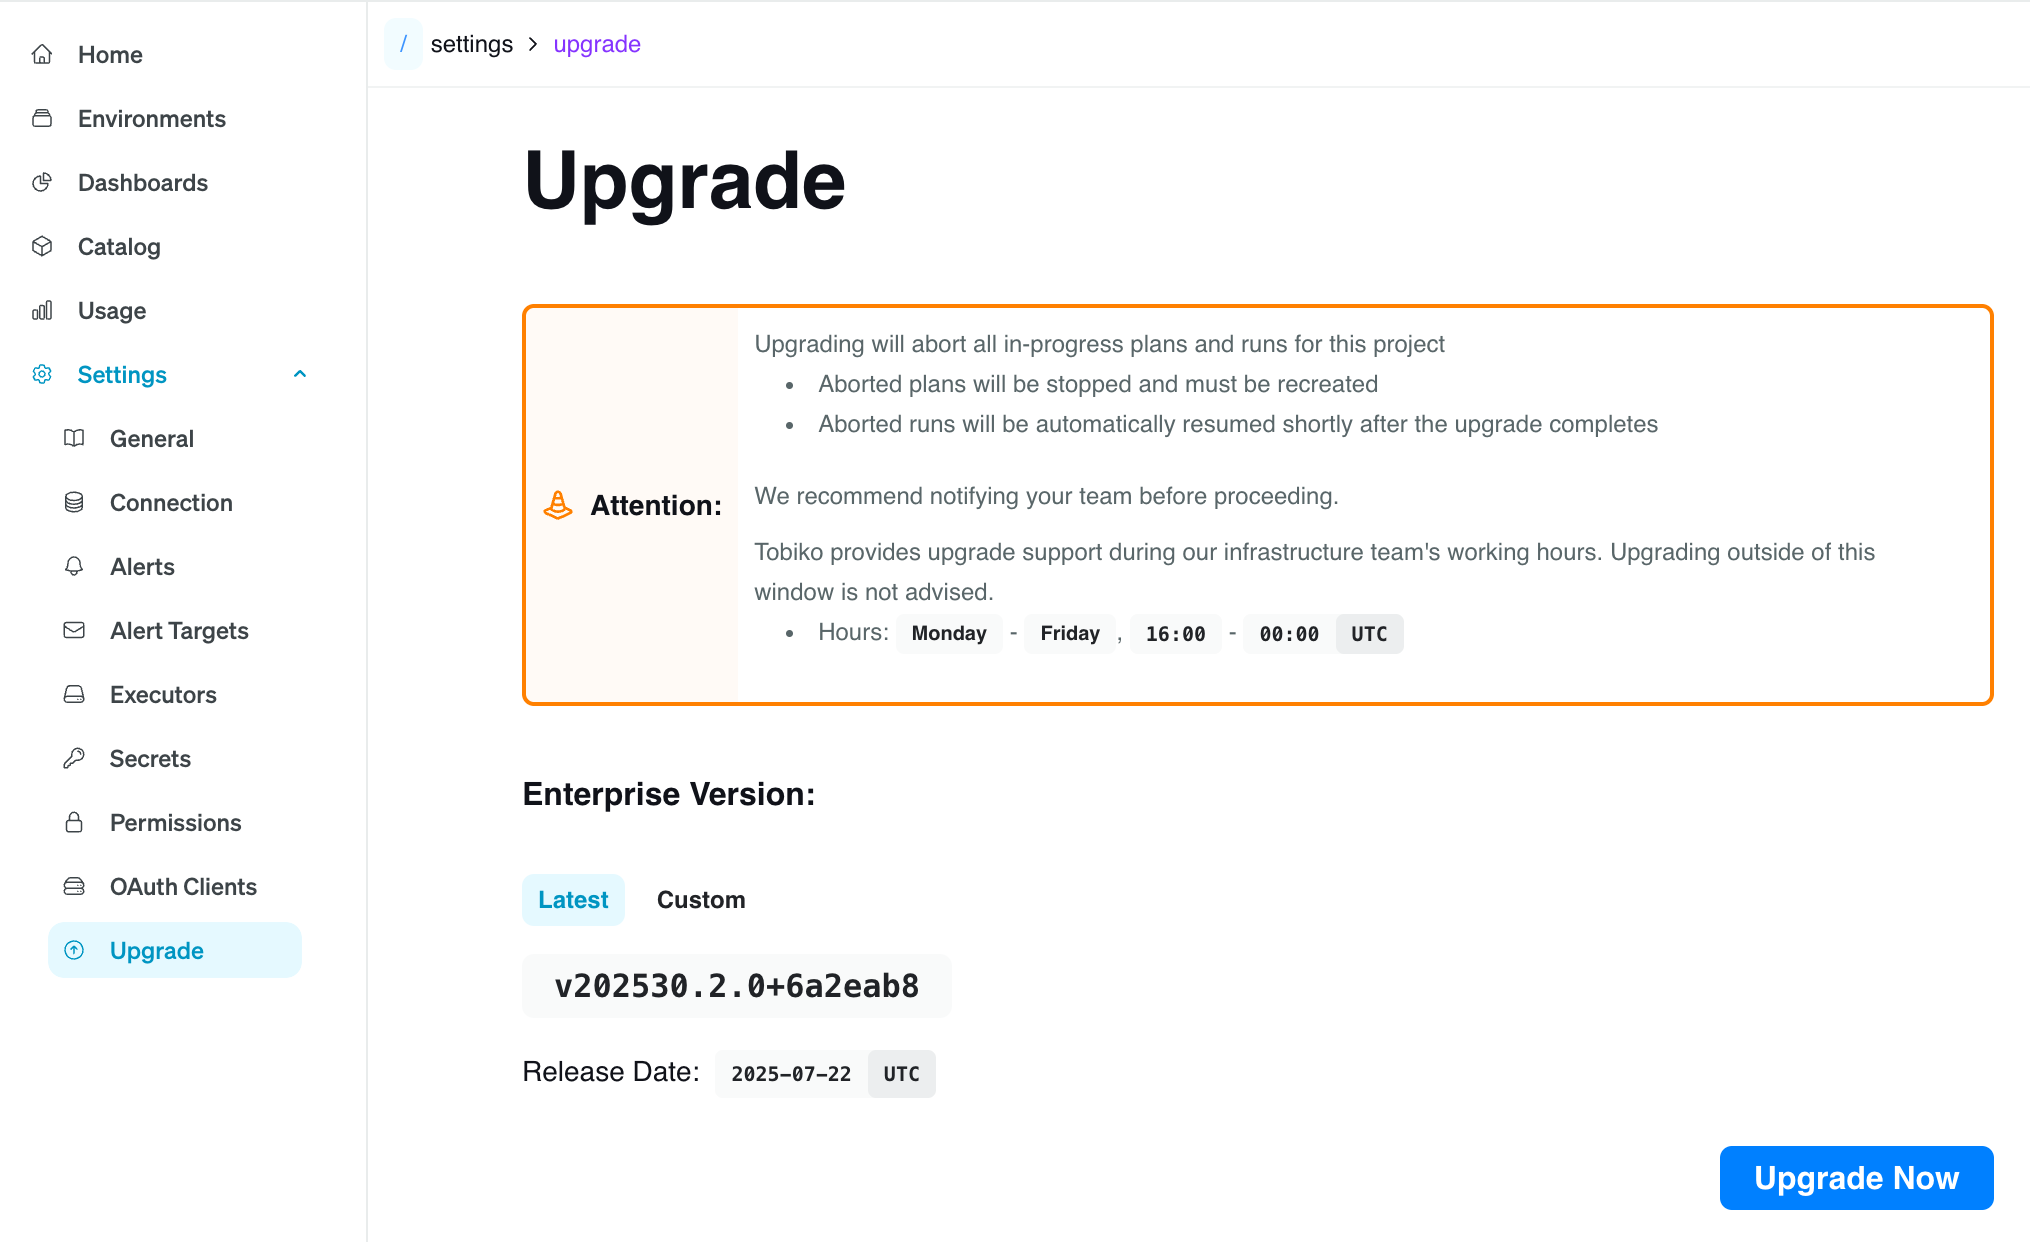 Home
Environments
Dashboards
Catalog
Usage
Settings
General
Connection
Alerts
Alert Targets
Executors
Secrets
Permissions
OAuth Clients
Upgrade
/ settings > upgrade
Upgrade
Attention:
Upgrading will abort all in-progress plans and runs for this project
• Aborted plans will be stopped and must be recreated
• Aborted runs will be automatically resumed shortly after the upgrade completes
We recommend notifying your team before proceeding.
Tobiko provides upgrade support during our infrastructure team's working hours. Upgrading outside of this
window is not advised.
• Hours: Monday - Friday, 16:00 - 00:00 UTC
Enterprise Version:
Latest Custom
v202530.2.0+6a2eab8
Release Date: 2025-07-22 UTC
Upgrade Now